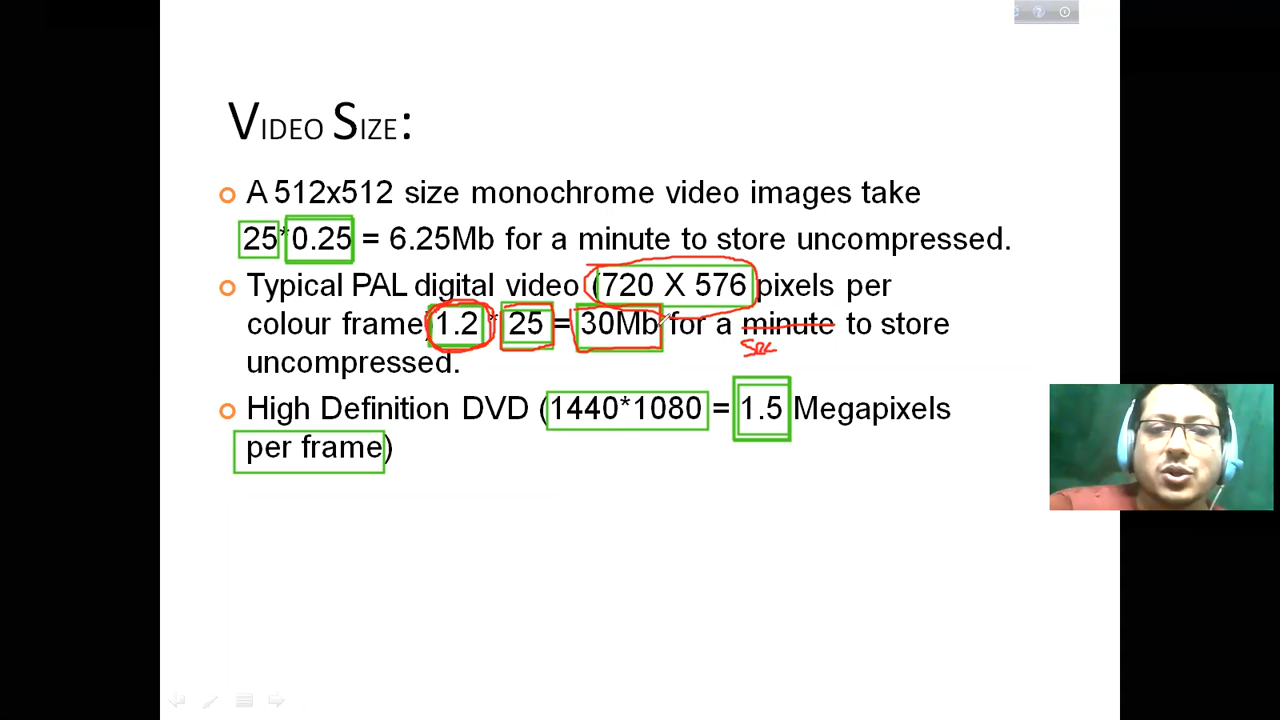 VIDEO SIZE:
A 512x512 size monochrome video images take
25*0.25 = 6.25Mb for a minute to store uncompressed.
Typical PAL digital video (720 X 576 pixels per
colour frame) 1.2 * 25 = 30Mb for a minute to store
sec
uncompressed.
High Definition DVD (1440*1080 = 1.5 Megapixels
per frame)